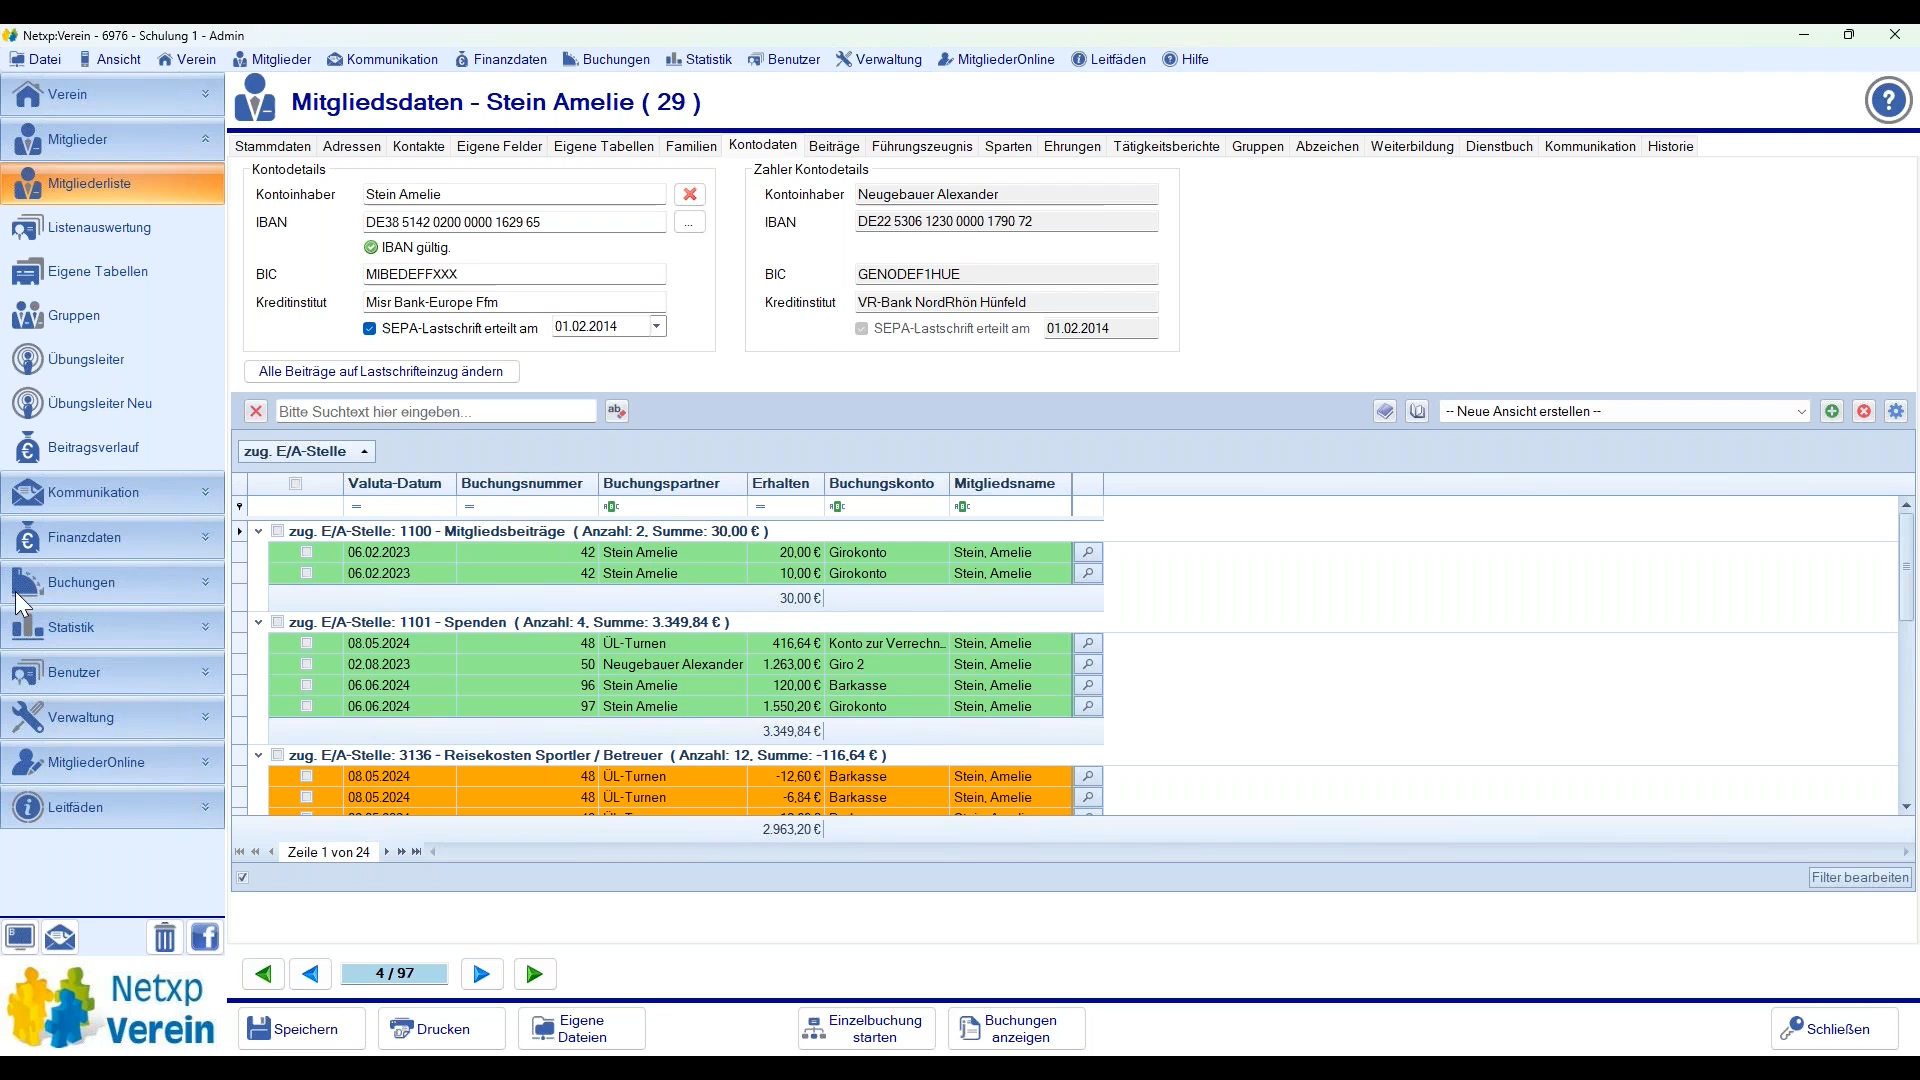 Netxp:Verein - 6976 - Schulung 1 - Admin
Datei Ansicht Verein Mitglieder Kommunikation Finanzdaten Buchungen Statistik Benutzer Verwaltung MitgliederOnline Leitfäden Hilfe
Verein
Mitglieder
Mitgliederliste
Listenauswertung
Eigene Tabellen
Gruppen
Übungsleiter
Übungsleiter Neu
Beitragsverlauf
Kommunikation
Finanzdaten
Buchungen
Statistik
Benutzer
Verwaltung
MitgliederOnline
Leitfäden
Netxp
Verein
Mitgliedsdaten - Stein Amelie ( 29 )
Stammdaten Adressen Kontakte Eigene Felder Eigene Tabellen Familien Kontodaten Beiträge Führungszeugnis Sparten Ehrungen Tätigkeitsberichte Gruppen Abzeichen Weiterbildung Dienstbuch Kommunikation Historie
Kontodetails
Kontoinhaber Stein Amelie
IBAN DE38 5142 0200 0000 1629 65 ...
IBAN gültig.
BIC MIBEDEFFXXX
Kreditinstitut Misr Bank-Europe Ffm
SEPA-Lastschrift erteilt am 01.02.2014
Zahler Kontodetails
Kontoinhaber Neugebauer Alexander
IBAN DE22 5306 1230 0000 1790 72
BIC GENODEF1HUE
Kreditinstitut VR-Bank NordRhön Hünfeld
SEPA-Lastschrift erteilt am 01.02.2014
Alle Beiträge auf Lastschrifteinzug ändern
Bitte Suchtext hier eingeben... -- Neue Ansicht erstellen --
zug. E/A-Stelle
Valuta-Datum Buchungsnummer Buchungspartner Erhalten Buchungskonto Mitgliedsname
zug. E/A-Stelle: 1100 - Mitgliedsbeiträge ( Anzahl: 2, Summe: 30,00 € )
06.02.2023 42 Stein Amelie 20,00 € Girokonto Stein, Amelie
06.02.2023 42 Stein Amelie 10,00 € Girokonto Stein, Amelie
30,00 €
zug. E/A-Stelle: 1101 - Spenden ( Anzahl: 4, Summe: 3.349,84 € )
08.05.2024 48 ÜL-Turnen 416,64 € Konto zur Verrechn... Stein, Amelie
02.08.2023 50 Neugebauer Alexander 1.263,00 € Giro 2 Stein, Amelie
06.06.2024 96 Stein Amelie 120,00 € Barkasse Stein, Amelie
06.06.2024 97 Stein Amelie 1.550,20 € Girokonto Stein, Amelie
3.349,84 €
zug. E/A-Stelle: 3136 - Reisekosten Sportler / Betreuer ( Anzahl: 12, Summe: -116,64 € )
08.05.2024 48 ÜL-Turnen -12,60 € Barkasse Stein, Amelie
08.05.2024 48 ÜL-Turnen -6,84 € Barkasse Stein, Amelie
2.963,20 €
Zeile 1 von 24
Filter bearbeiten
4 / 97
Speichern
Drucken
Eigene Dateien
Einzelbuchung starten
Buchungen anzeigen
Schließen